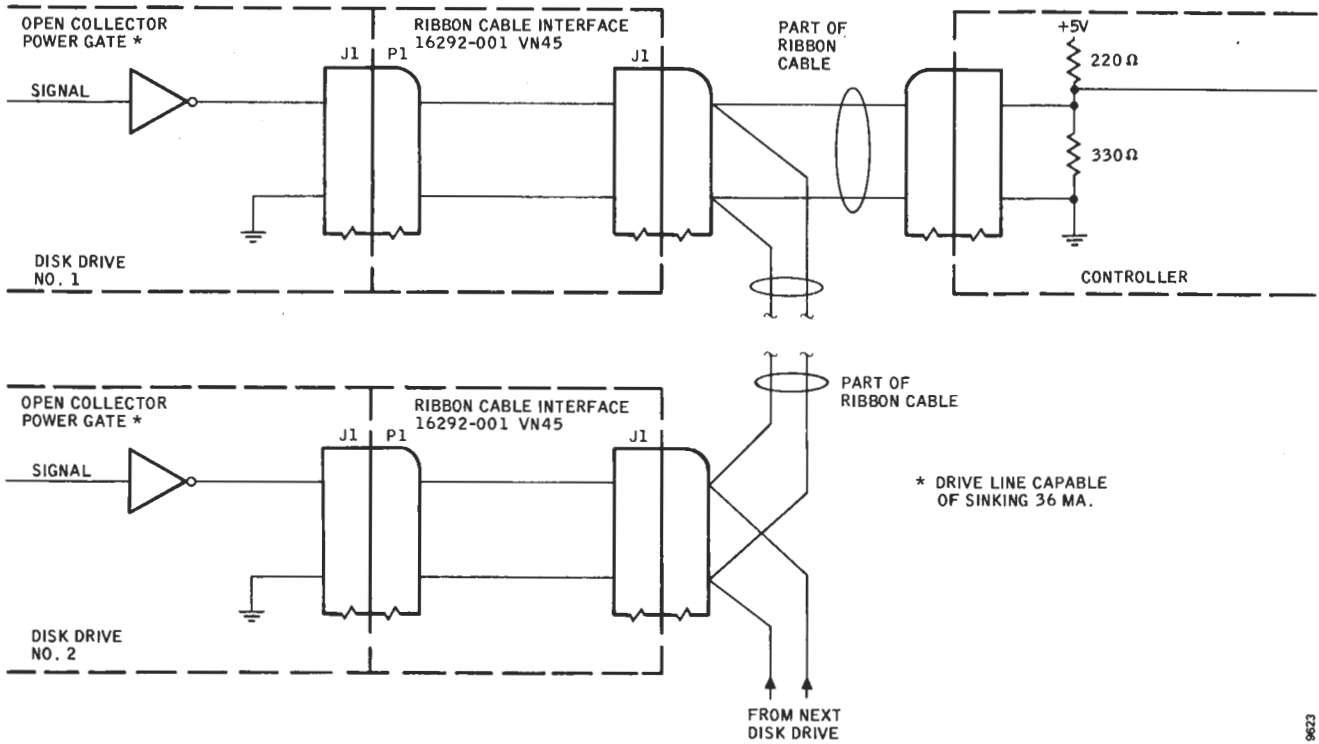 OPEN COLLECTOR
POWER GATE *
RIBBON CABLE INTERFACE
16292-001 VN45
J1 P1
J1
SIGNAL
PART OF
RIBBON
CABLE
+5V
220Ω
330Ω
DISK DRIVE
NO. 1
CONTROLLER
OPEN COLLECTOR
POWER GATE *
RIBBON CABLE INTERFACE
16292-001 VN45
J1 P1
J1
SIGNAL
PART OF
RIBBON CABLE
* DRIVE LINE CAPABLE
OF SINKING 36 MA.
DISK DRIVE
NO. 2
FROM NEXT
DISK DRIVE
9623